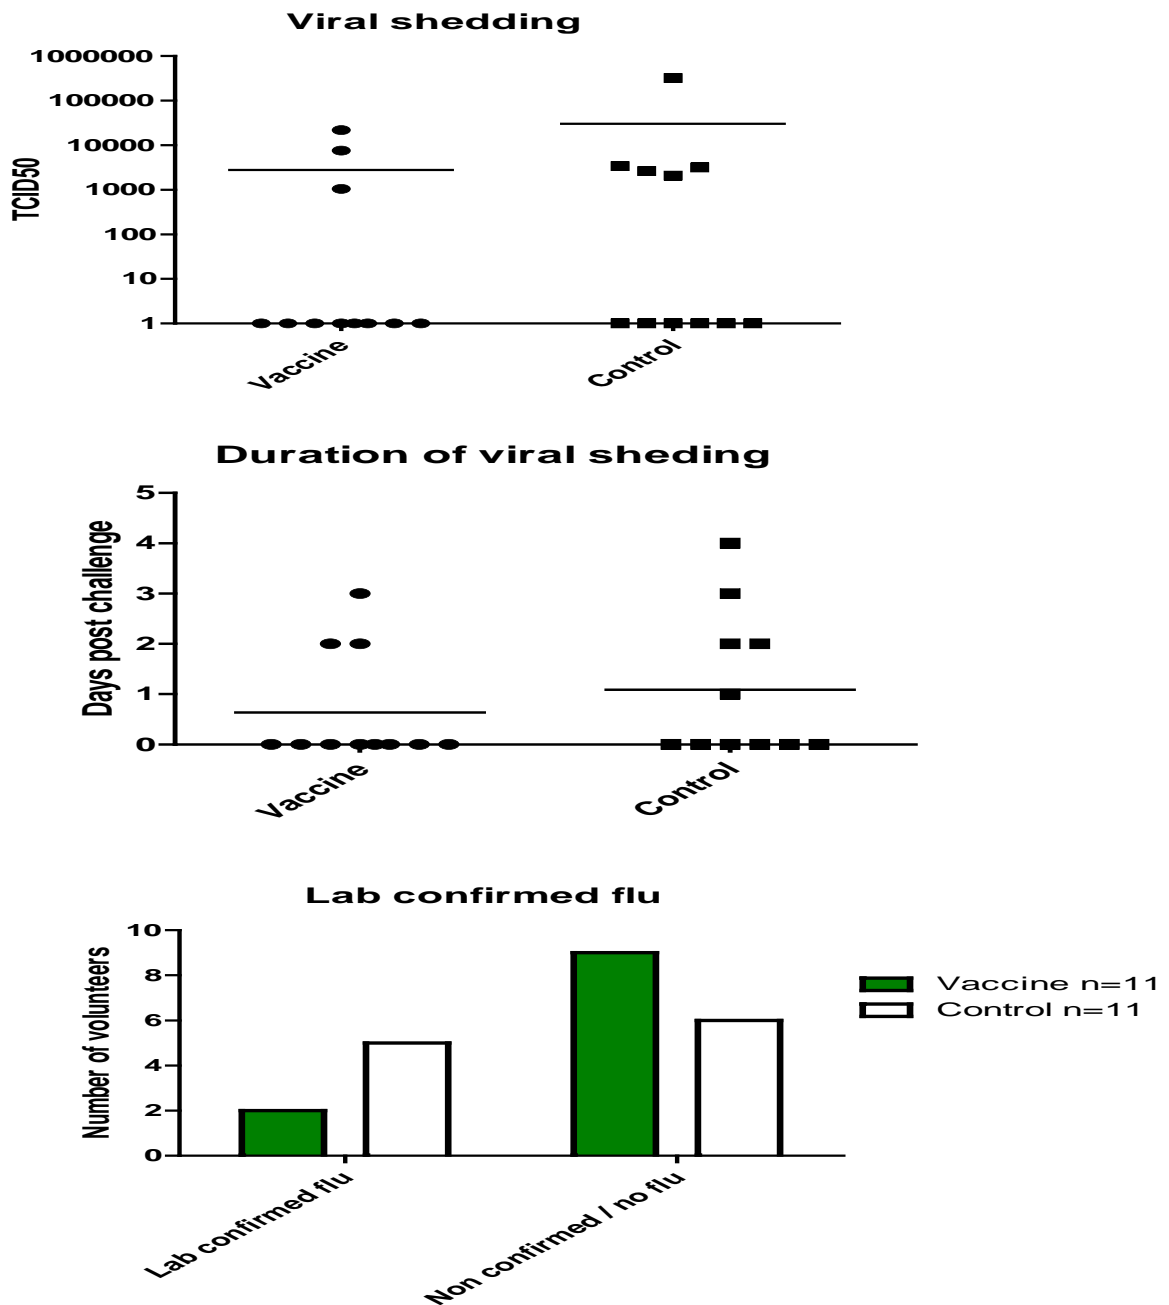 Viral shedding
1000000
100000
10000
1000
100
10
1
TCID50
Vaccine
Control
Duration of viral sheding
5
4
3
2
1
0
Days post challenge
Vaccine
Control
Lab confirmed flu
10
8
6
4
2
0
Number of volunteers
Vaccine n=11
Control n=11
Lab confirmed flu
Non confirmed / no flu